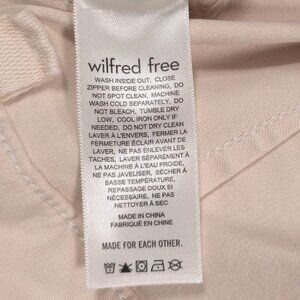 wilfred free
WASH INSIDE OUT. CLOSE
ZIPPER BEFORE CLEANING, DO
NOT SPOT CLEAN. MACHINE
WASH COLD SEPARATELY, DO
NOT BLEACH. TUMBLE DRY
LOW, COOL IRON ONLY IF
NEEDED, DO NOT DRY CLEAN
LAVER À L'ENVERS, FERMER LA
FERMETURE ÉCLAIR AVANT DE
LAVER, NE PAS ENLEVER LES
TACHES, LAVER SÉPARÉMENT À
LA MACHINE À L'EAU FROIDE,
NE PAS JAVELISER, SÉCHER À
BASSE TEMPÉRATURE,
REPASSAGE DOUX SI
NÉCESSAIRE, NE PAS
NETTOYER À SEC
MADE IN CHINA
FABRIQUÉ EN CHINE
MADE FOR EACH OTHER.